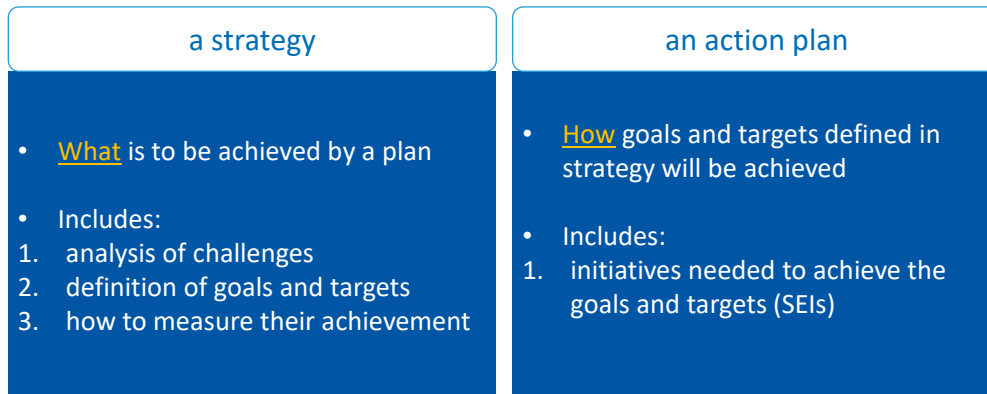 a strategy
• What is to be achieved by a plan
• Includes:
1. analysis of challenges
2. definition of goals and targets
3. how to measure their achievement
an action plan
• How goals and targets defined in
strategy will be achieved
• Includes:
1. initiatives needed to achieve the
goals and targets (SEIs)